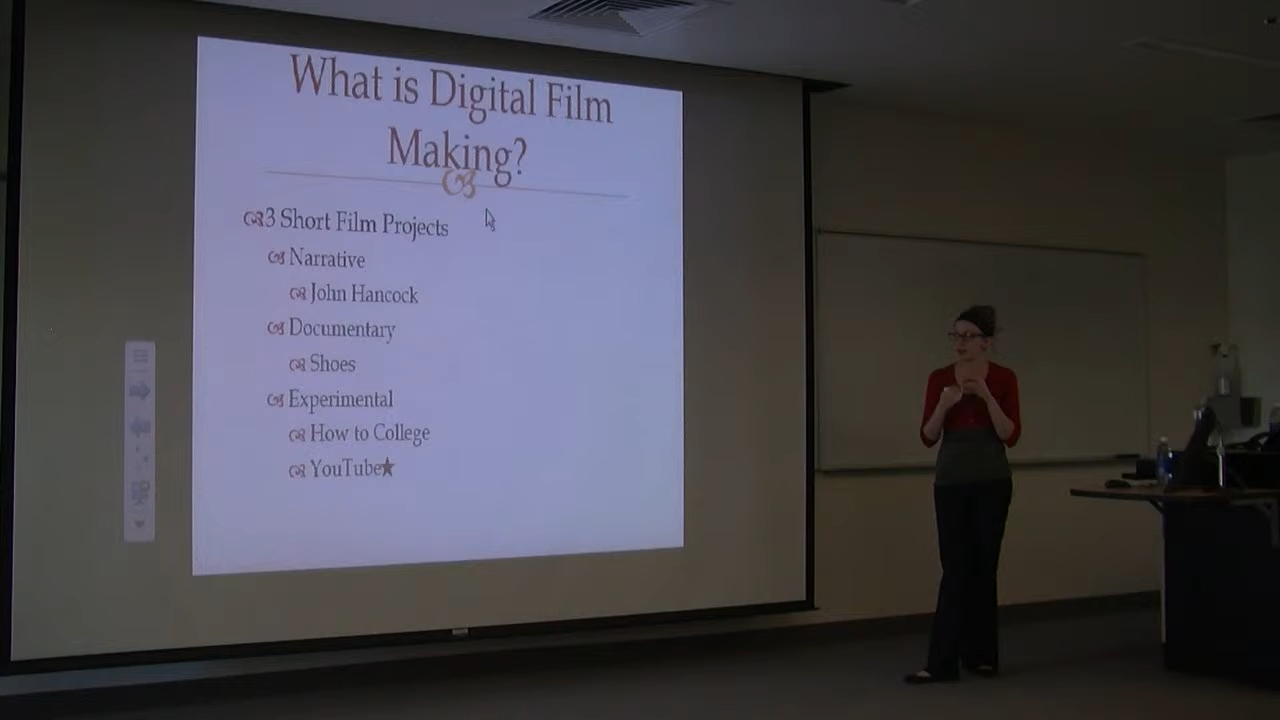 What is Digital Film
Making?
3 Short Film Projects
Narrative
John Hancock
Documentary
Shoes
Experimental
How to College
YouTube★